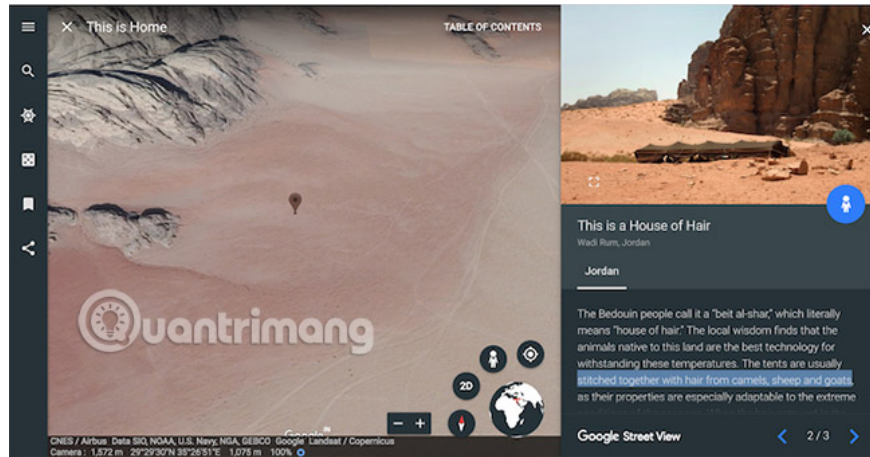 This is Home
TABLE OF CONTENTS
uantrimang
2D
Google
CNES / Airbus Data SIO, NOAA, U.S. Navy, NGA, GEBCO Google Landsat / Copernicus
Camera : 1,572 m 29°29'30"N 35°26'51"E 1,075 m 100%
This is a House of Hair
Wadi Rum, Jordan
Jordan
The Bedouin people call it a "beit al-shar," which literally
means "house of hair." The local wisdom finds that the
animals native to this land are the best technology for
withstanding these temperatures. The tents are usually
stitched together with hair from camels, sheep and goats,
as their properties are especially adaptable to the extreme
Google Street View
2 / 3